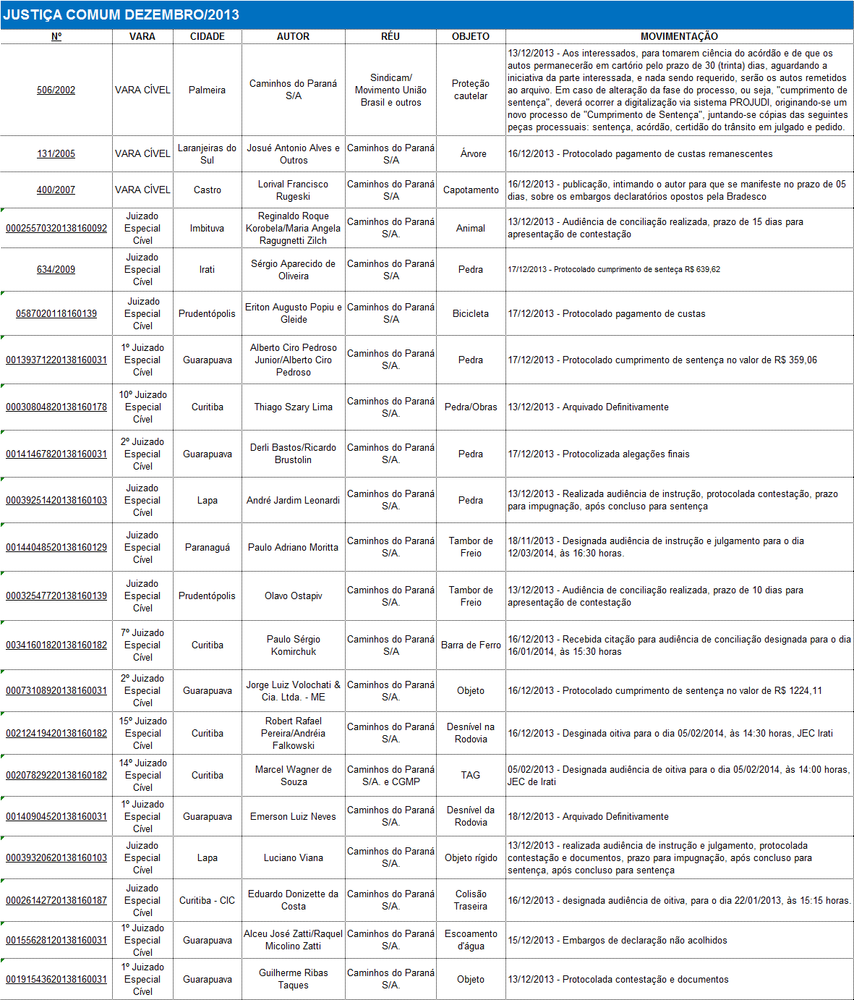 JUSTIÇA COMUM DEZEMBRO/2013
Nº VARA CIDADE AUTOR RÉU OBJETO MOVIMENTAÇÃO
506/2002
VARA CÍVEL
Palmeira
Caminhos do Paraná
S/A
Sindicam/
Movimento União
Brasil e outros
Proteção
cautelar
13/12/2013 - Aos interessados, para tomarem ciência do acórdão e de que os
autos permanecerão em cartório pelo prazo de 30 (trinta) dias, aguardando a
iniciativa da parte interessada, e nada sendo requerido, serão os autos remetidos
ao arquivo. Em caso de alteração da fase do processo, ou seja, "cumprimento de
sentença", deverá ocorrer a digitalização via sistema PROJUDI, originando-se um
novo processo de "Cumprimento de Sentença", juntando-se cópias das seguintes
peças processuais: sentença, acórdão, certidão do trânsito em julgado e pedido.
131/2005
VARA CÍVEL
Laranjeiras do
Sul
Josué Antonio Alves e
Outros
Caminhos do Paraná
S/A
Árvore
16/12/2013 - Protocolado pagamento de custas remanescentes
400/2007
VARA CÍVEL
Castro
Lorival Francisco
Rugeski
Caminhos do Paraná
S/A
Capotamento
16/12/2013 - publicação, intimando o autor para que se manifeste no prazo de 05
dias, sobre os embargos declaratórios opostos pela Bradesco
00025570320138160092
Juizado
Especial
Cível
Imbituva
Reginaldo Roque
Korobela/Maria Angela
Ragugnetti Zilch
Caminhos do Paraná
S/A.
Animal
13/12/2013 - Audiência de conciliação realizada, prazo de 15 dias para
apresentação de contestação
634/2009
Juizado
Especial
Cível
Irati
Sérgio Aparecido de
Oliveira
Caminhos do Paraná
S/A
Pedra
17/12/2013 - Protocolado cumprimento de senteça R$ 639,62
0587020118160139
Juizado
Especial
Cível
Prudentópolis
Eriton Augusto Popiu e
Gleide
Caminhos do Paraná
S/A
Bicicleta
17/12/2013 - Protocolado pagamento de custas
00139371220138160031
1º Juizado
Especial
Cível
Guarapuava
Alberto Ciro Pedroso
Junior/Alberto Ciro
Pedroso
Caminhos do Paraná
S/A.
Pedra
17/12/2013 - Protocolado cumprimento de sentença no valor de R$ 359,06
00030804820138160178
10º Juizado
Especial
Cível
Curitiba
Thiago Szary Lima
Caminhos do Paraná
S/A.
Pedra/Obras
13/12/2013 - Arquivado Definitivamente
00141467820138160031
2º Juizado
Especial
Cível
Guarapuava
Derli Bastos/Ricardo
Brustolin
Caminhos do Paraná
S/A.
Pedra
17/12/2013 - Protocolizada alegações finais
00039251420138160103
Juizado
Especial
Cível
Lapa
André Jardim Leonardi
Caminhos do Paraná
S/A.
Pedra
13/12/2013 - Realizada audiência de instrução, protocolada contestação, prazo
para impugnação, após concluso para sentença
00144048520138160129
Juizado
Especial
Cível
Paranaguá
Paulo Adriano Moritta
Caminhos do Paraná
S/A.
Tambor de
Freio
18/11/2013 - Designada audiência de instrução e julgamento para o dia
12/03/2014, às 16:30 horas.
00032547720138160139
Juizado
Especial
Cível
Prudentópolis
Olavo Ostapiv
Caminhos do Paraná
S/A.
Tambor de
Freio
13/12/2013 - Audiência de conciliação realizada, prazo de 10 dias para
apresentação de contestação
00341601820138160182
7º Juizado
Especial
Cível
Curitiba
Paulo Sérgio
Komirchuk
Caminhos do Paraná
S/A
Barra de Ferro
16/12/2013 - Recebida citação para audiência de conciliação designada para o dia
16/01/2014, às 15:30 horas
00073108920138160031
2º Juizado
Especial
Cível
Guarapuava
Jorge Luiz Volochati &
Cia. Ltda. - ME
Caminhos do Paraná
S/A.
Objeto
16/12/2013 - Protocolado cumprimento de sentença no valor de R$ 1224,11
00212419420138160182
15º Juizado
Especial
Cível
Curitiba
Robert Rafael
Pereira/Andréia
Falkowski
Caminhos do Paraná
S/A.
Desnível na
Rodovia
16/12/2013 - Desginada oitiva para o dia 05/02/2014, às 14:30 horas, JEC Irati
00207829220138160182
14º Juizado
Especial
Cível
Curitiba
Marcel Wagner de
Souza
Caminhos do Paraná
S/A. e CGMP
TAG
05/02/2013 - Designada audiência de oitiva para o dia 05/02/2014, às 14:00 horas,
JEC de Irati
00140904520138160031
1º Juizado
Especial
Cível
Guarapuava
Emerson Luiz Neves
Caminhos do Paraná
S/A.
Desnível da
Rodovia
18/12/2013 - Arquivado Definitivamente
00039320620138160103
Juizado
Especial
Cível
Lapa
Luciano Viana
Caminhos do Paraná
S/A.
Objeto rígido
13/12/2013 - realizada audiência de instrução e julgamento, protocolada
contestação e documentos, prazo para impugnação, após concluso para
sentença, após concluso para sentença
00026142720138160187
Juizado
Especial
Cível
Curitiba - CIC
Eduardo Donizette da
Costa
Caminhos do Paraná
S/A.
Colisão
Traseira
16/12/2013 - designada audiência de oitiva, para o dia 22/01/2013, às 15:15 horas.
00155628120138160031
1º Juizado
Especial
Cível
Guarapuava
Alceu José Zatti/Raquel
Micolino Zatti
Caminhos do Paraná
S/A.
Escoamento
d'água
15/12/2013 - Embargos de declaração não acolhidos
00191543620138160031
1º Juizado
Especial
Cível
Guarapuava
Guilherme Ribas
Taques
Caminhos do Paraná
S/A.
Objeto
13/12/2013 - Protocolada contestação e documentos